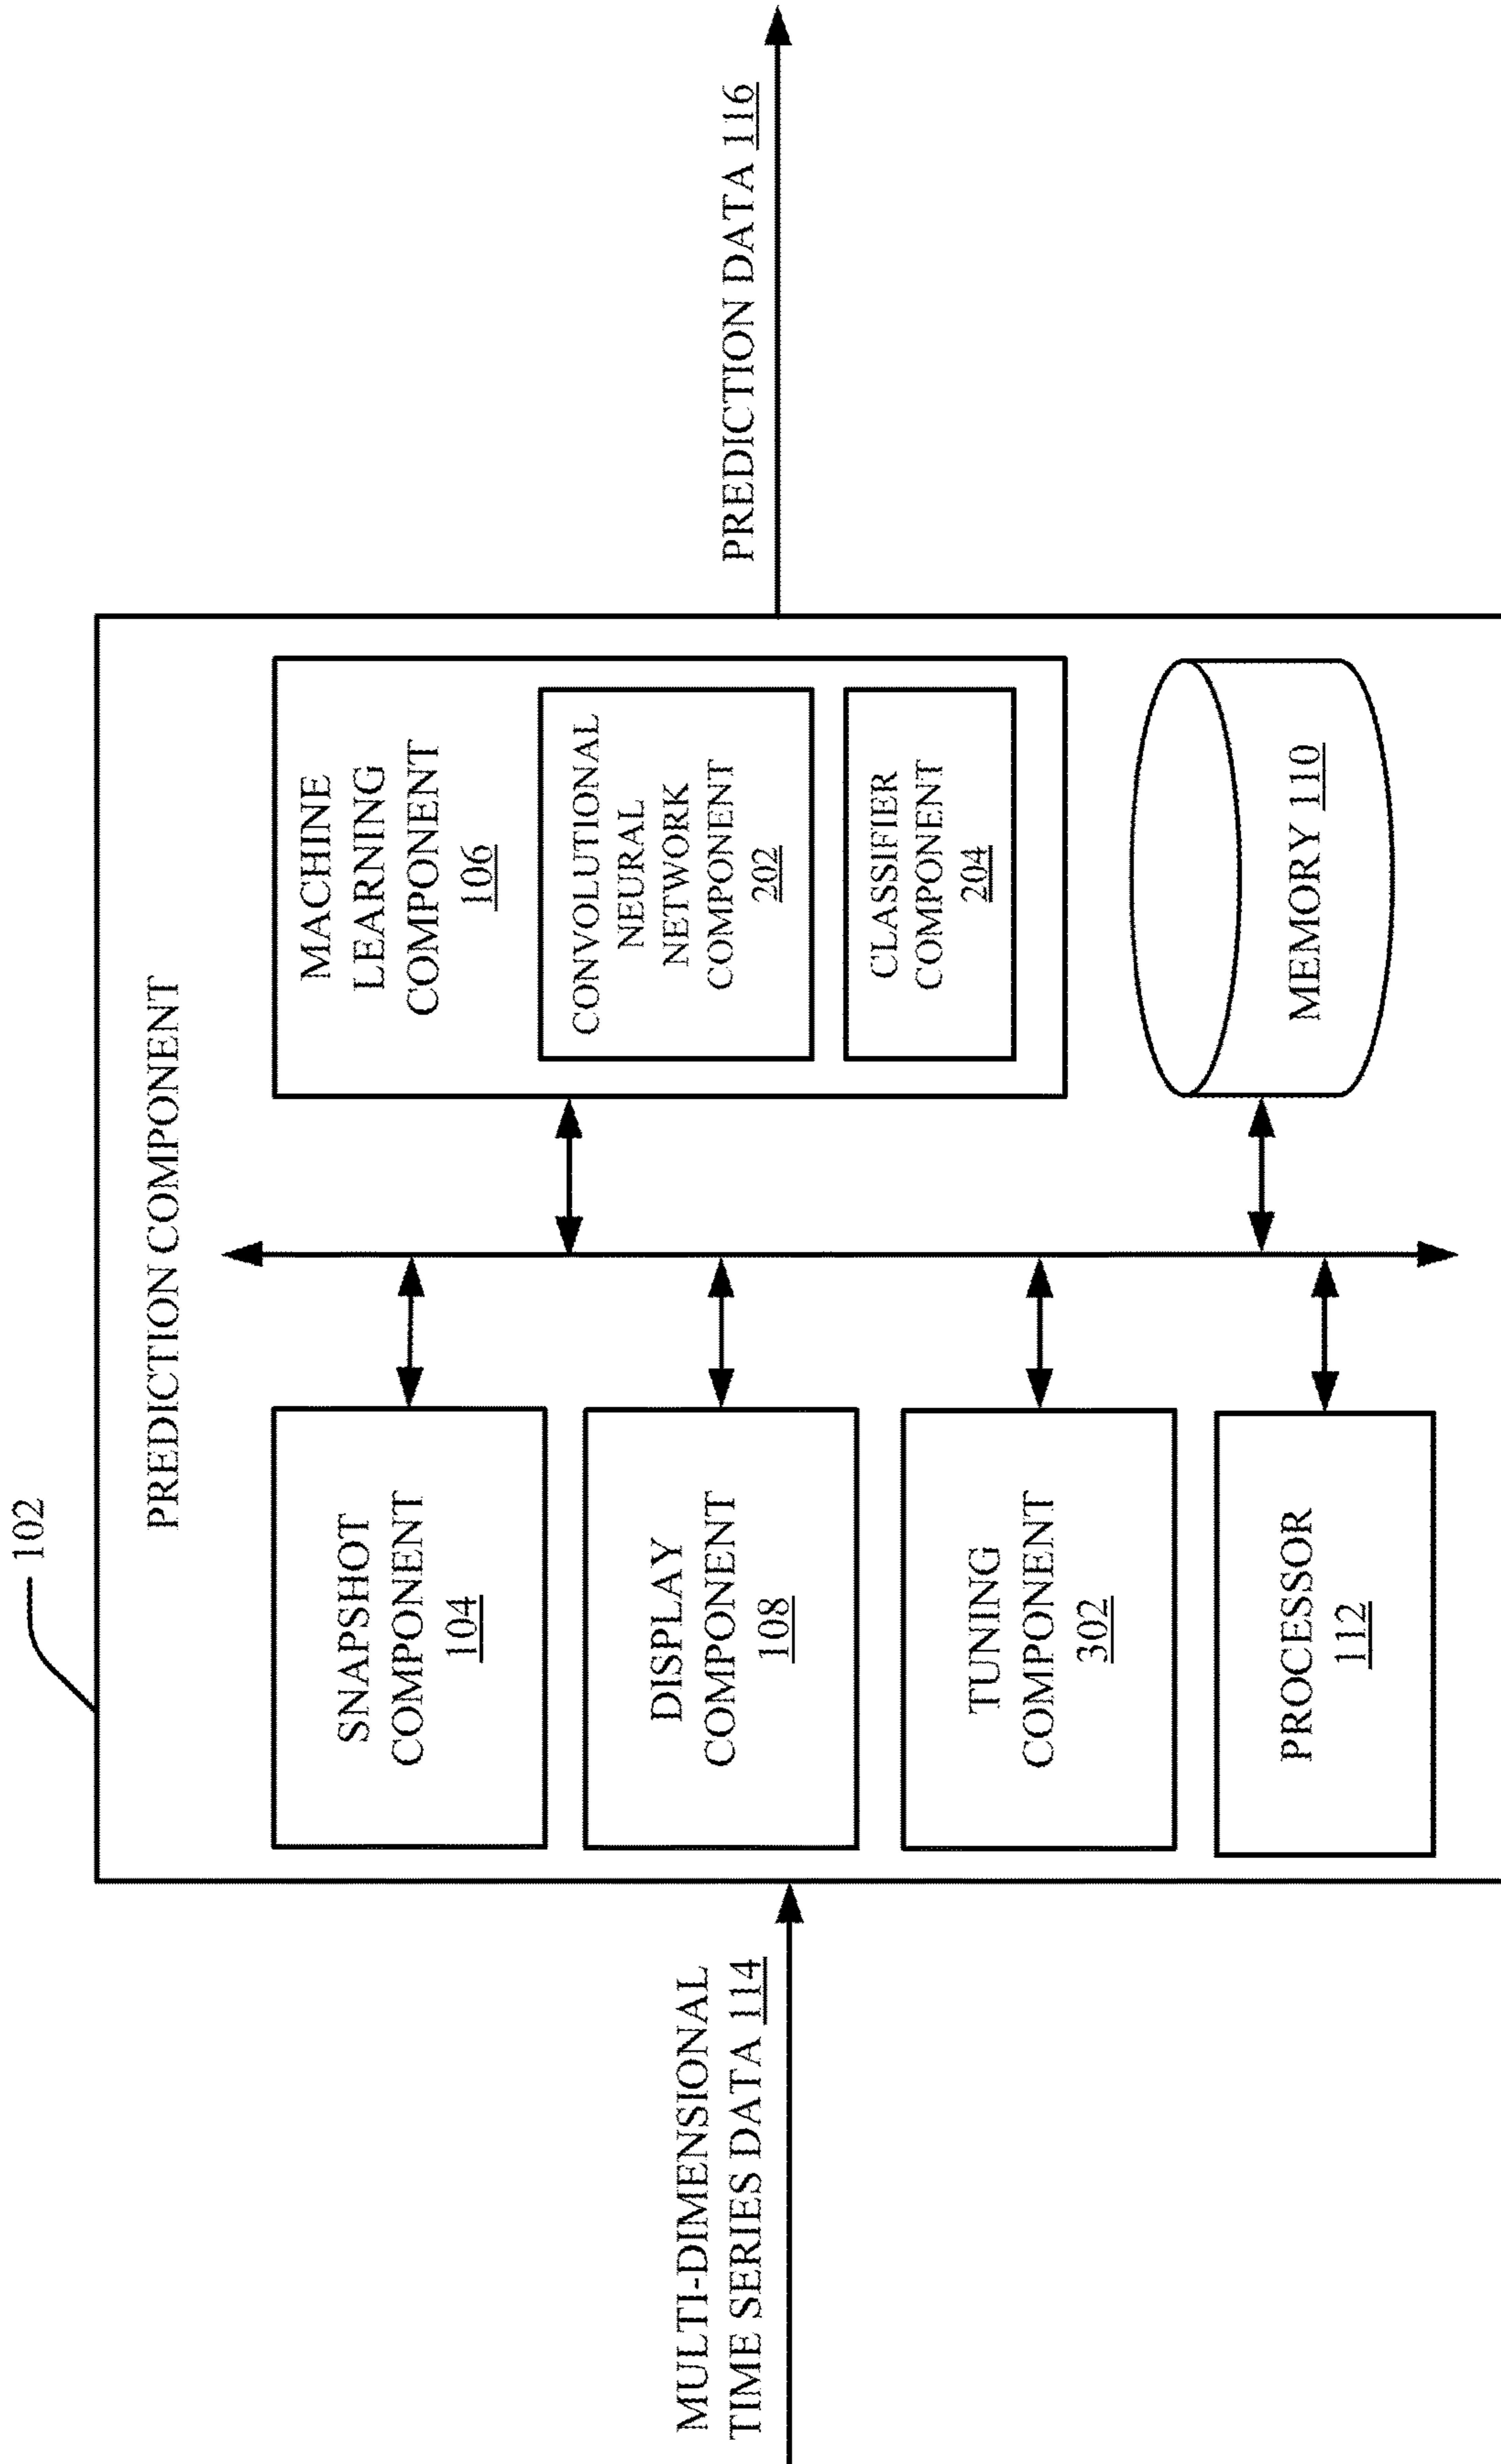 102
PREDICTION COMPONENT
MULTI-DIMENSIONAL
TIME SERIES DATA 114
SNAPSHOT
COMPONENT
104
DISPLAY
COMPONENT
108
TUNING
COMPONENT
302
PROCESSOR
112
MACHINE
LEARNING
COMPONENT
106
CONVOLUTIONAL
NEURAL
NETWORK
COMPONENT
202
CLASSIFIER
COMPONENT
204
MEMORY 110
PREDICTION DATA 116